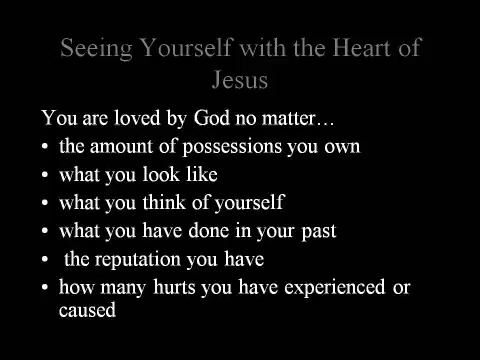 Seeing Yourself with the Heart of
Jesus
You are loved by God no matter…
• the amount of possessions you own
• what you look like
• what you think of yourself
• what you have done in your past
• the reputation you have
• how many hurts you have experienced or
caused